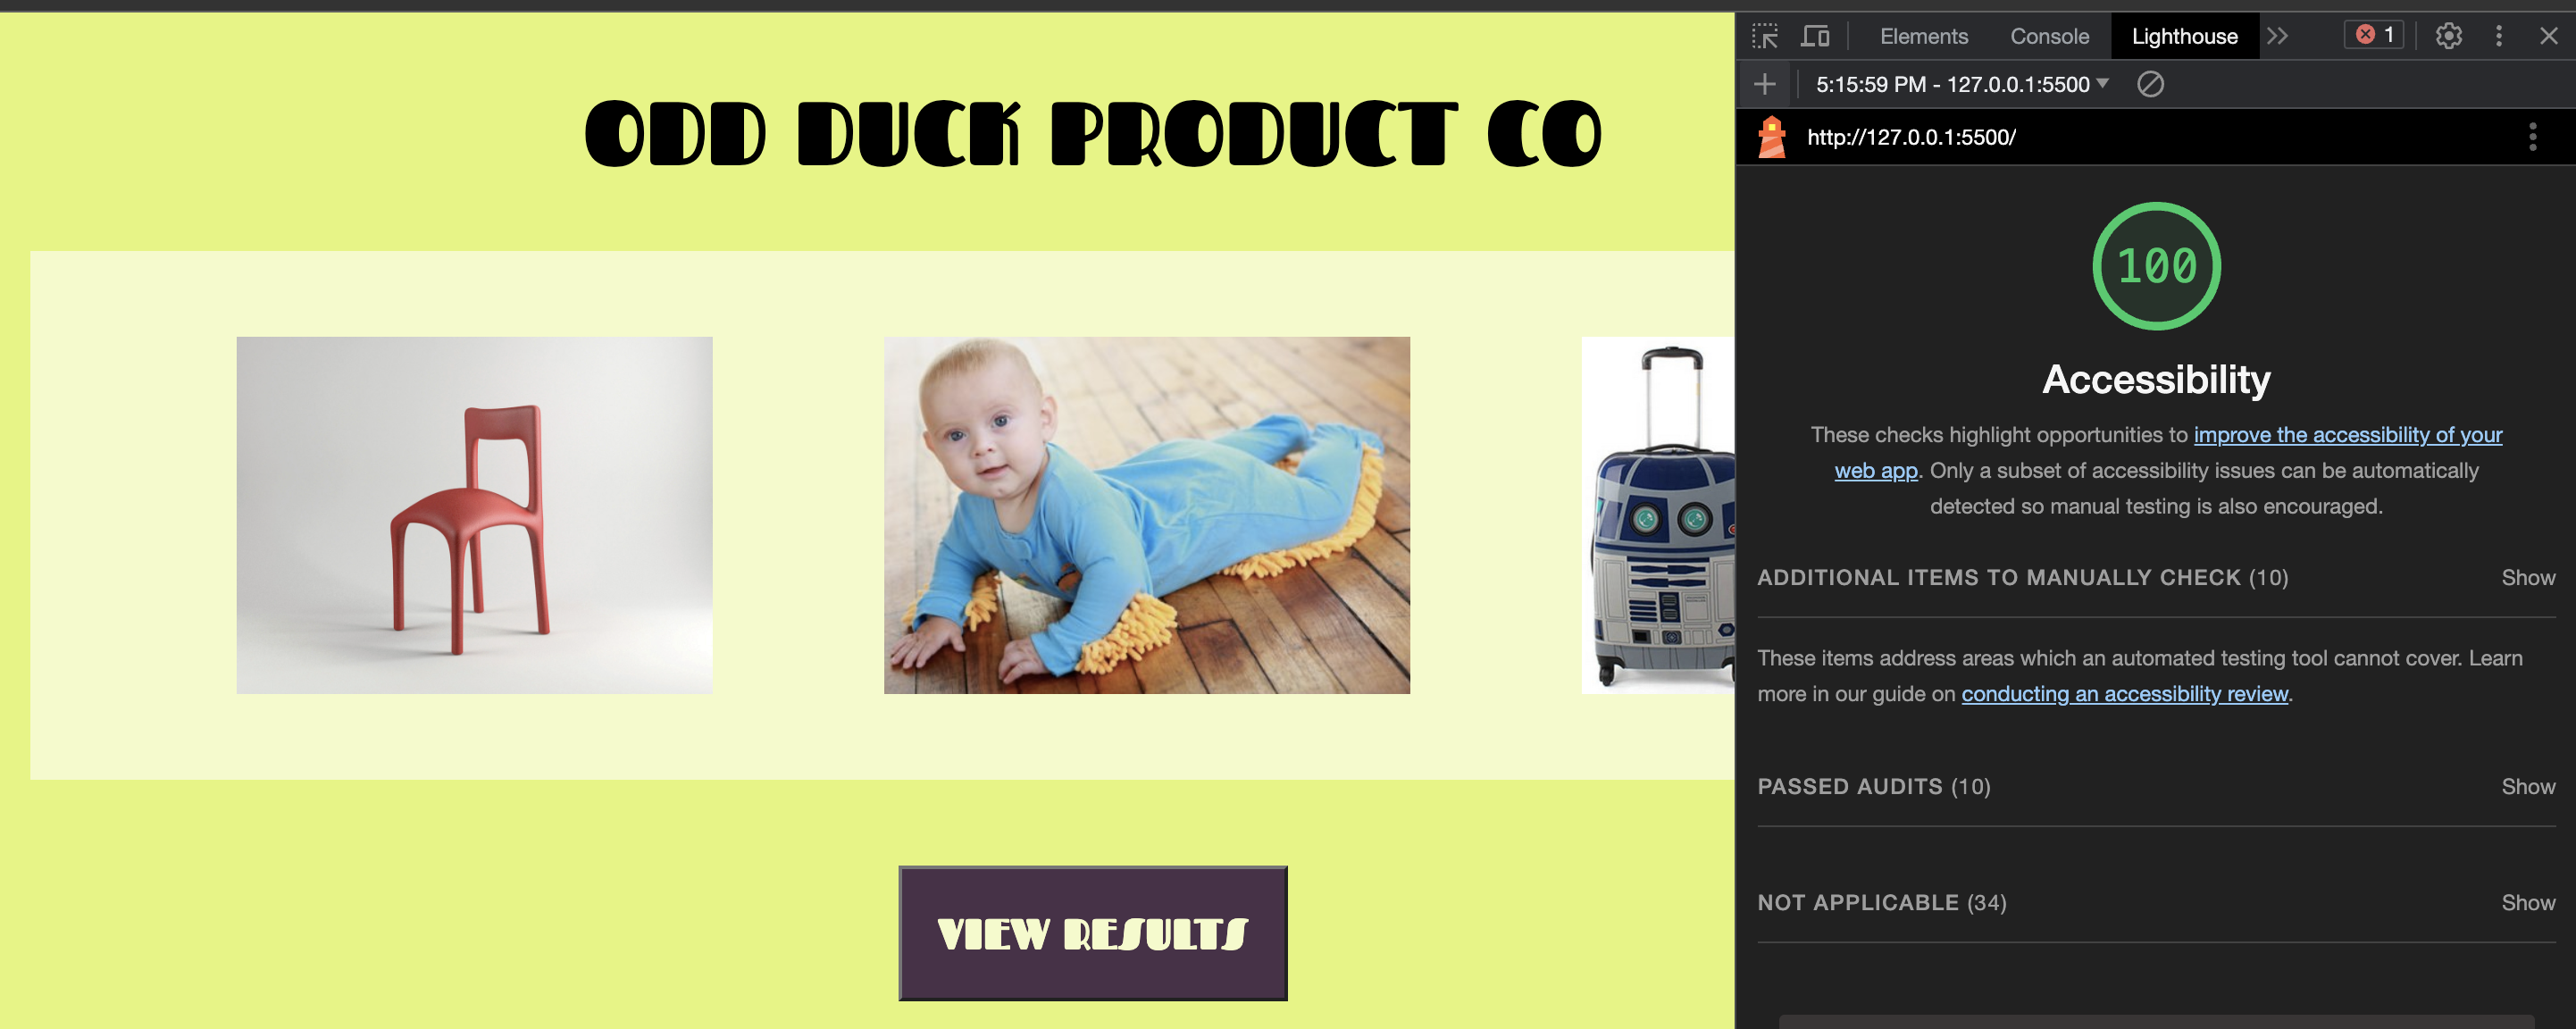 ODD DUCK PRODUCT CO
VIEW RESULTS
Elements Console Lighthouse 1
5:15:59 PM - 127.0.0.1:5500
http://127.0.0.1:5500/
100
Accessibility
These checks highlight opportunities to improve the accessibility of your
web app. Only a subset of accessibility issues can be automatically
detected so manual testing is also encouraged.
ADDITIONAL ITEMS TO MANUALLY CHECK (10) Show
These items address areas which an automated testing tool cannot cover. Learn
more in our guide on conducting an accessibility review.
PASSED AUDITS (10) Show
NOT APPLICABLE (34) Show